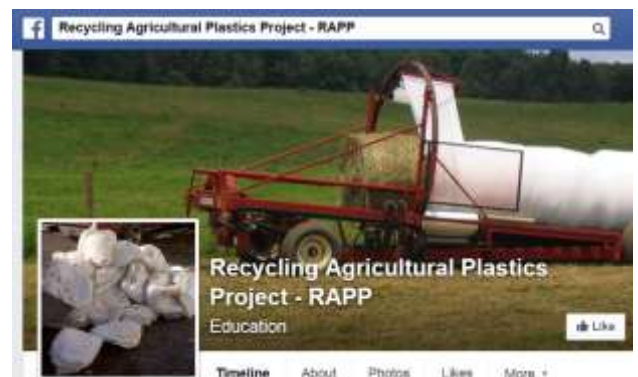 f Recycling Agricultural Plastics Project - RAPP
Recycling Agricultural Plastics
Project - RAPP
Education
Like
Timeline About Photos Likes More